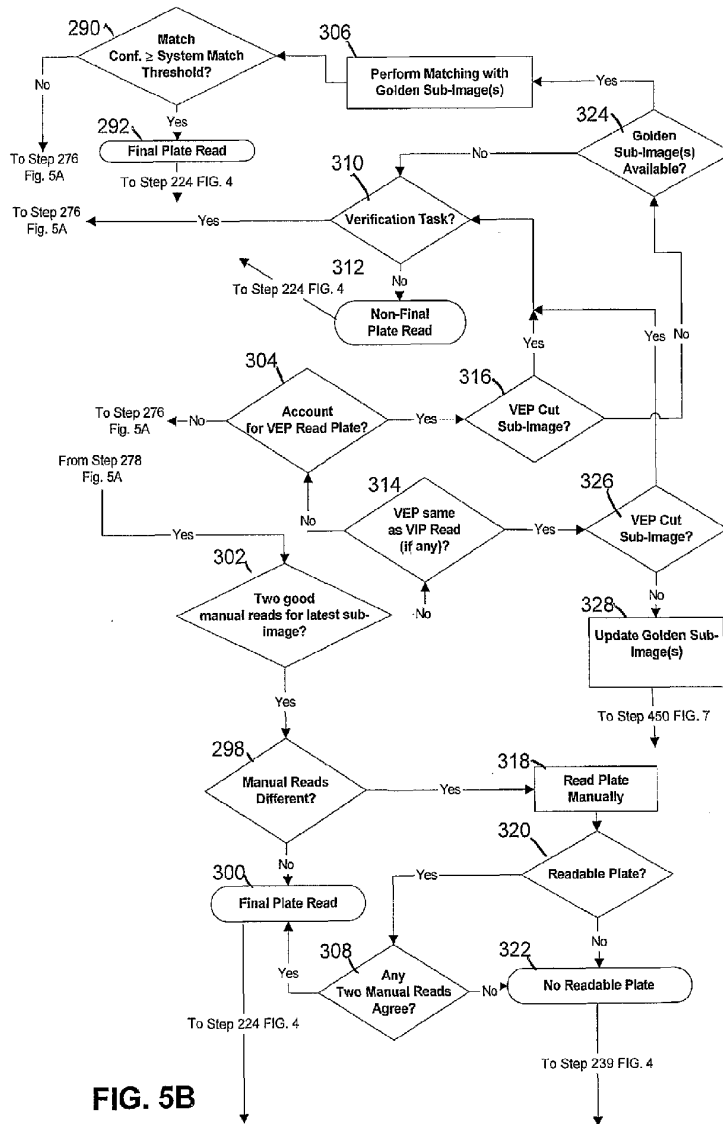 290
Match
Conf. ≥ System Match
Threshold?
306
Perform Matching with
Golden Sub-Image(s)
Yes
324
Golden
Sub-Image(s)
Available?
No
Yes
292
Final Plate Read
To Step 276
Fig. 5A
To Step 224 FIG. 4
No
310
Verification Task?
To Step 276
Fig. 5A
Yes
312
No
To Step 224 FIG. 4
Non-Final
Plate Read
Yes
Yes
No
304
Account
for VEP Read Plate?
316
VEP Cut
Sub-Image?
To Step 276
Fig. 5A
No
Yes
No
From Step 278
Fig. 5A
314
VEP same
as VIP Read
(if any)?
326
VEP Cut
Sub-Image?
Yes
No
Yes
302
Two good
manual reads for latest sub-
image?
No
No
328
Update Golden Sub-
Image(s)
Yes
To Step 450 FIG. 7
298
Manual Reads
Different?
318
Read Plate
Manually
Yes
320
No
300
Final Plate Read
Yes
Readable Plate?
308
Any
Two Manual Reads
Agree?
Yes
No
322
No
No Readable Plate
To Step 224 FIG. 4
To Step 239 FIG. 4
FIG. 5B